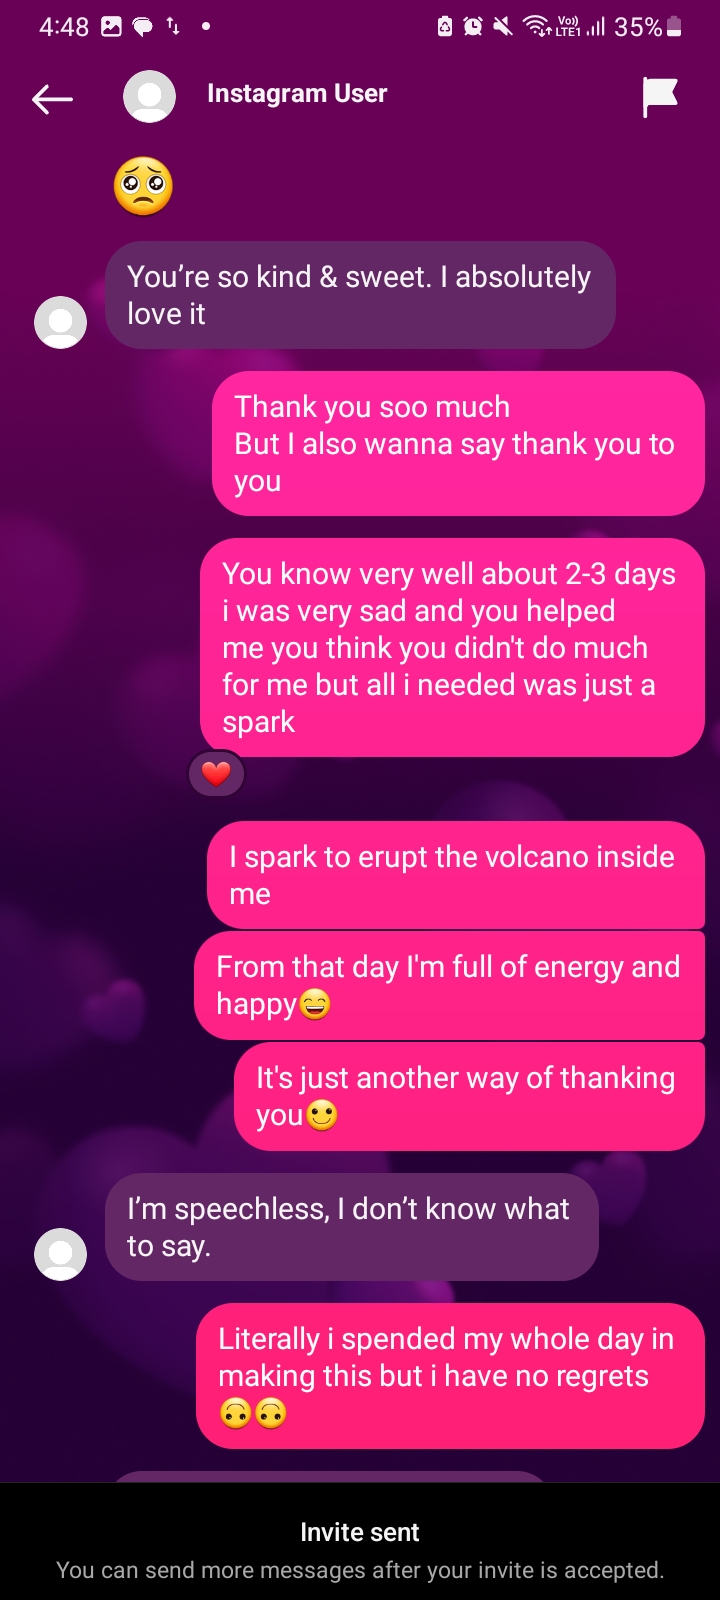 4:48
Vo)) LTE1 35%
Instagram User
🥺
You’re so kind & sweet. I absolutely
love it
Thank you soo much
But I also wanna say thank you to
you
You know very well about 2-3 days
i was very sad and you helped
me you think you didn't do much
for me but all i needed was just a
spark
❤️
I spark to erupt the volcano inside
me
From that day I'm full of energy and
happy😄
It's just another way of thanking
you🙂
I’m speechless, I don’t know what
to say.
Literally i spended my whole day in
making this but i have no regrets
🙃🙃
Invite sent
You can send more messages after your invite is accepted.